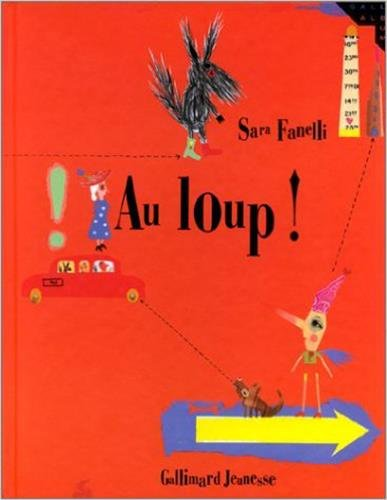 Sara Fanelli
Au loup !
Gallimard Jeunesse